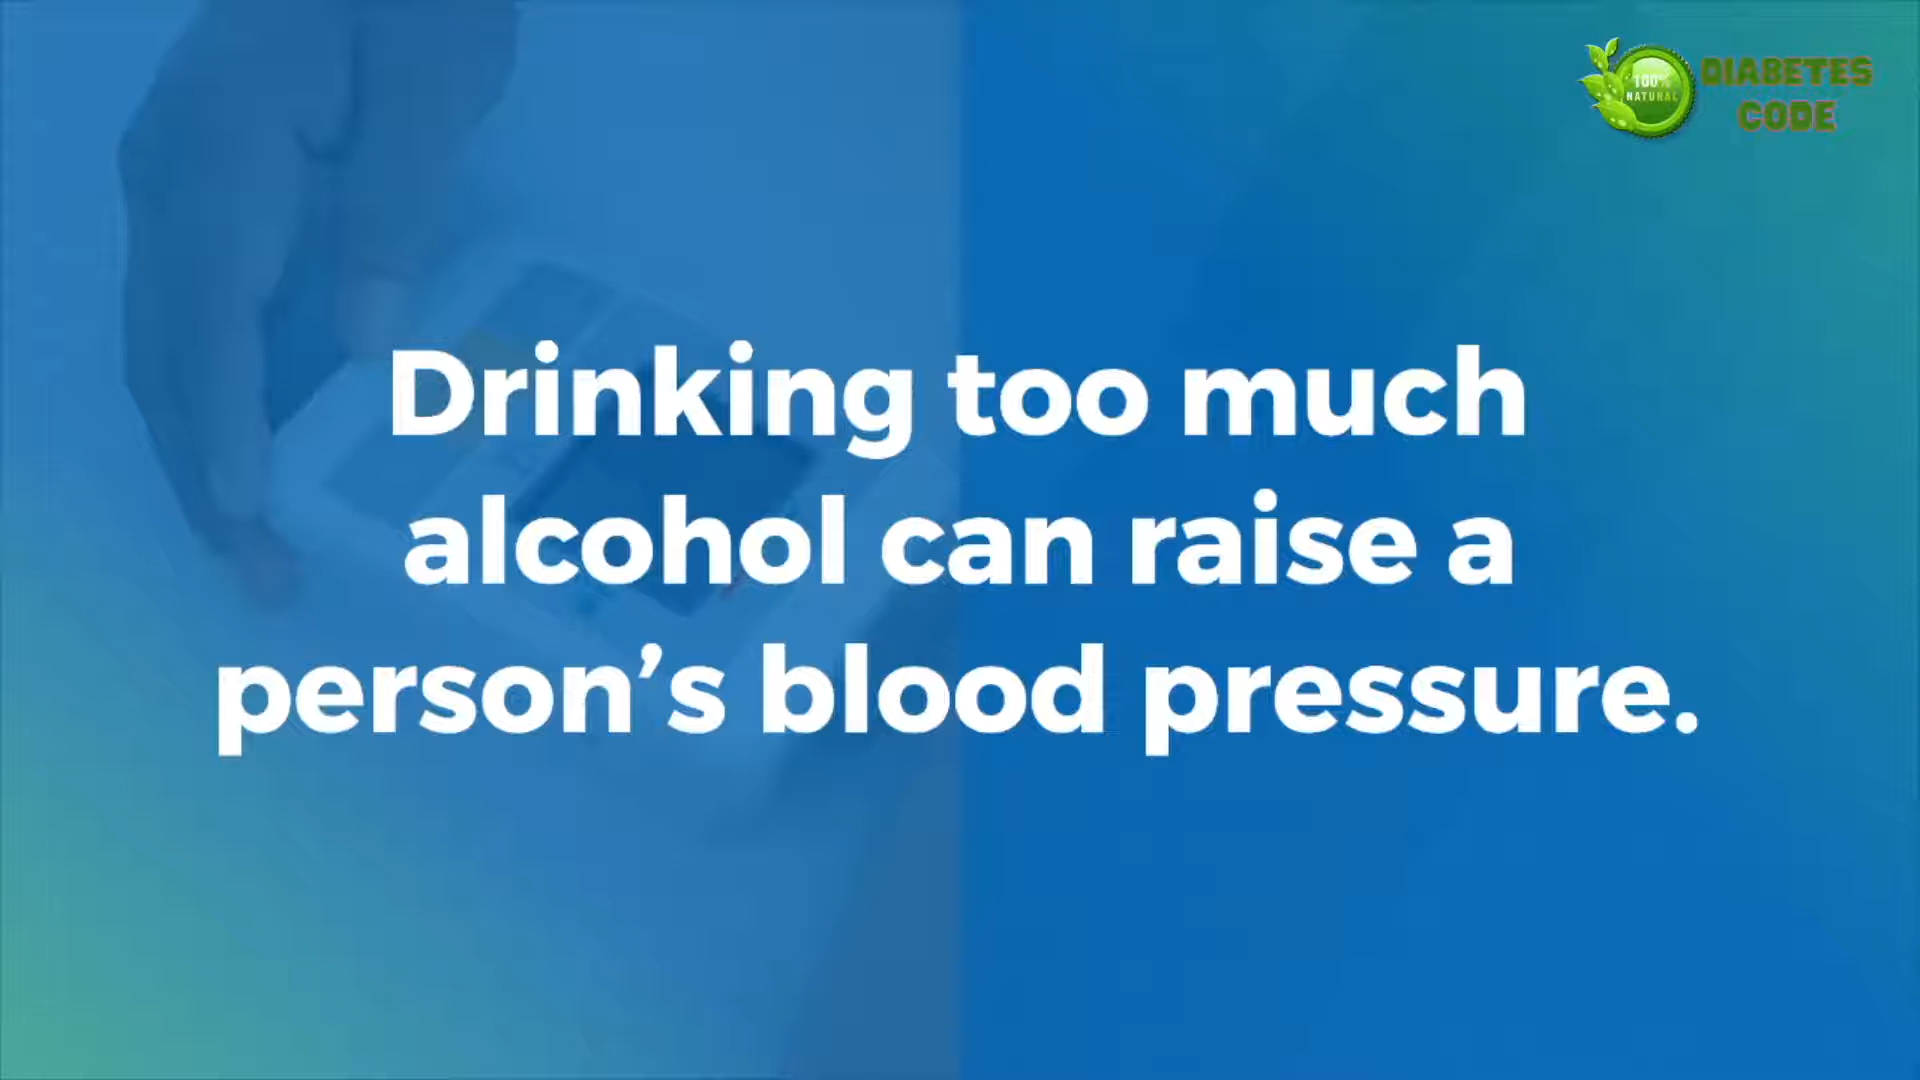 100%
NATURAL
DIABETES
CODE
Drinking too much
alcohol can raise a
person’s blood pressure.